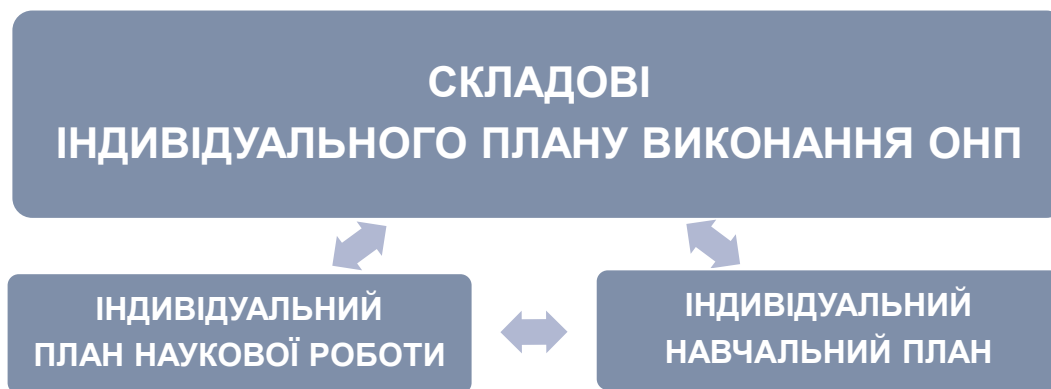 СКЛАДОВІ
ІНДИВІДУАЛЬНОГО ПЛАНУ ВИКОНАННЯ ОНП
ІНДИВІДУАЛЬНИЙ
ПЛАН НАУКОВОЇ РОБОТИ
ІНДИВІДУАЛЬНИЙ
НАВЧАЛЬНИЙ ПЛАН